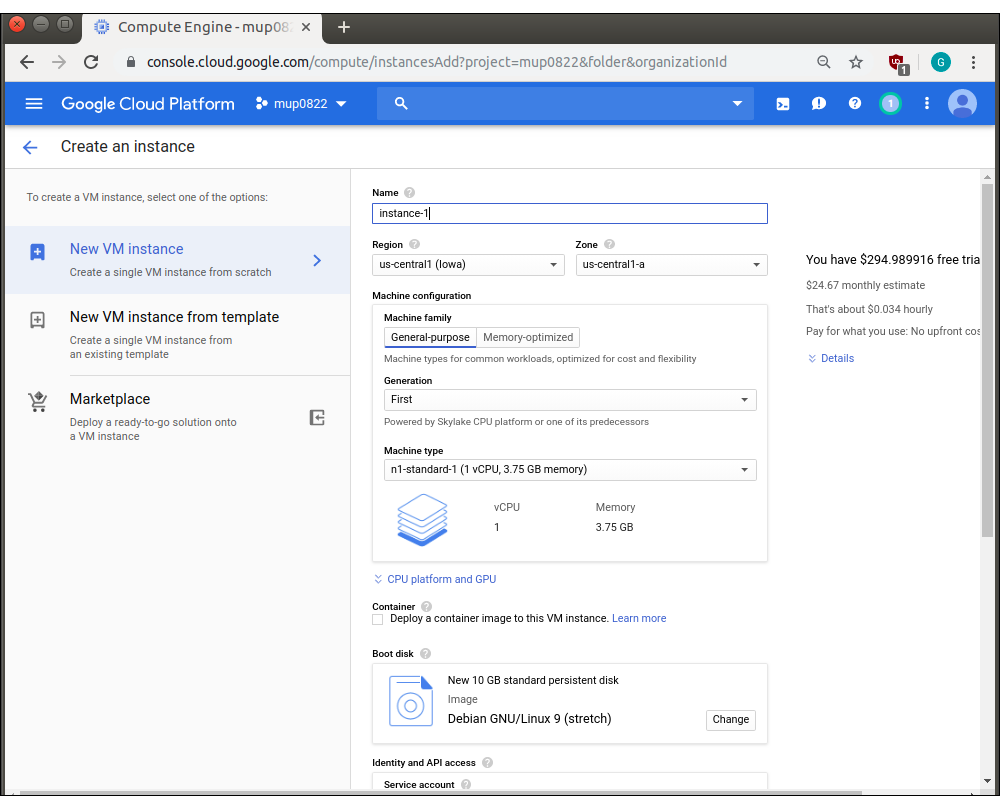 Compute Engine - mup082
console.cloud.google.com/compute/instancesAdd?project=mup0822&folder&organizationId
1
G
Google Cloud Platform
mup0822
1
Create an instance
To create a VM instance, select one of the options:
New VM instance
Create a single VM instance from scratch
New VM instance from template
Create a single VM instance from
an existing template
Marketplace
Deploy a ready-to-go solution onto
a VM instance
Name
instance-1
Region
Zone
us-central1 (Iowa)
us-central1-a
Machine configuration
Machine family
General-purpose
Memory-optimized
Machine types for common workloads, optimized for cost and flexibility
Generation
First
Powered by Skylake CPU platform or one of its predecessors
Machine type
n1-standard-1 (1 vCPU, 3.75 GB memory)
vCPU
Memory
1
3.75 GB
CPU platform and GPU
Container
Deploy a container image to this VM instance. Learn more
Boot disk
New 10 GB standard persistent disk
Image
Debian GNU/Linux 9 (stretch)
Change
Identity and API access
Service account
You have $294.989916 free tria
$24.67 monthly estimate
That's about $0.034 hourly
Pay for what you use: No upfront cos
Details